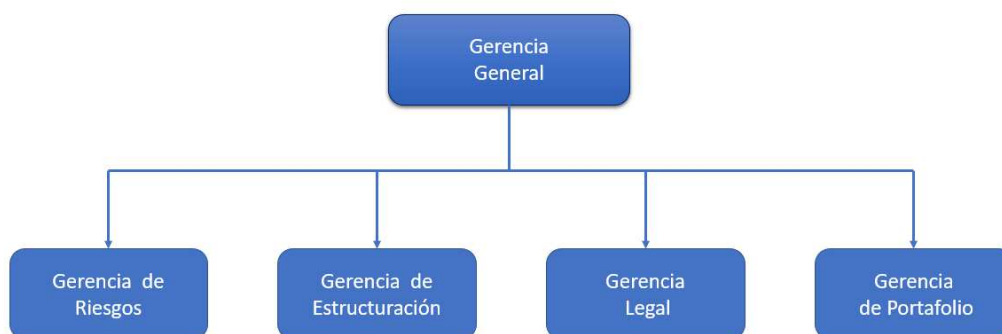 Gerencia
General
Gerencia de
Riesgos
Gerencia de
Estructuración
Gerencia
Legal
Gerencia
de Portafolio